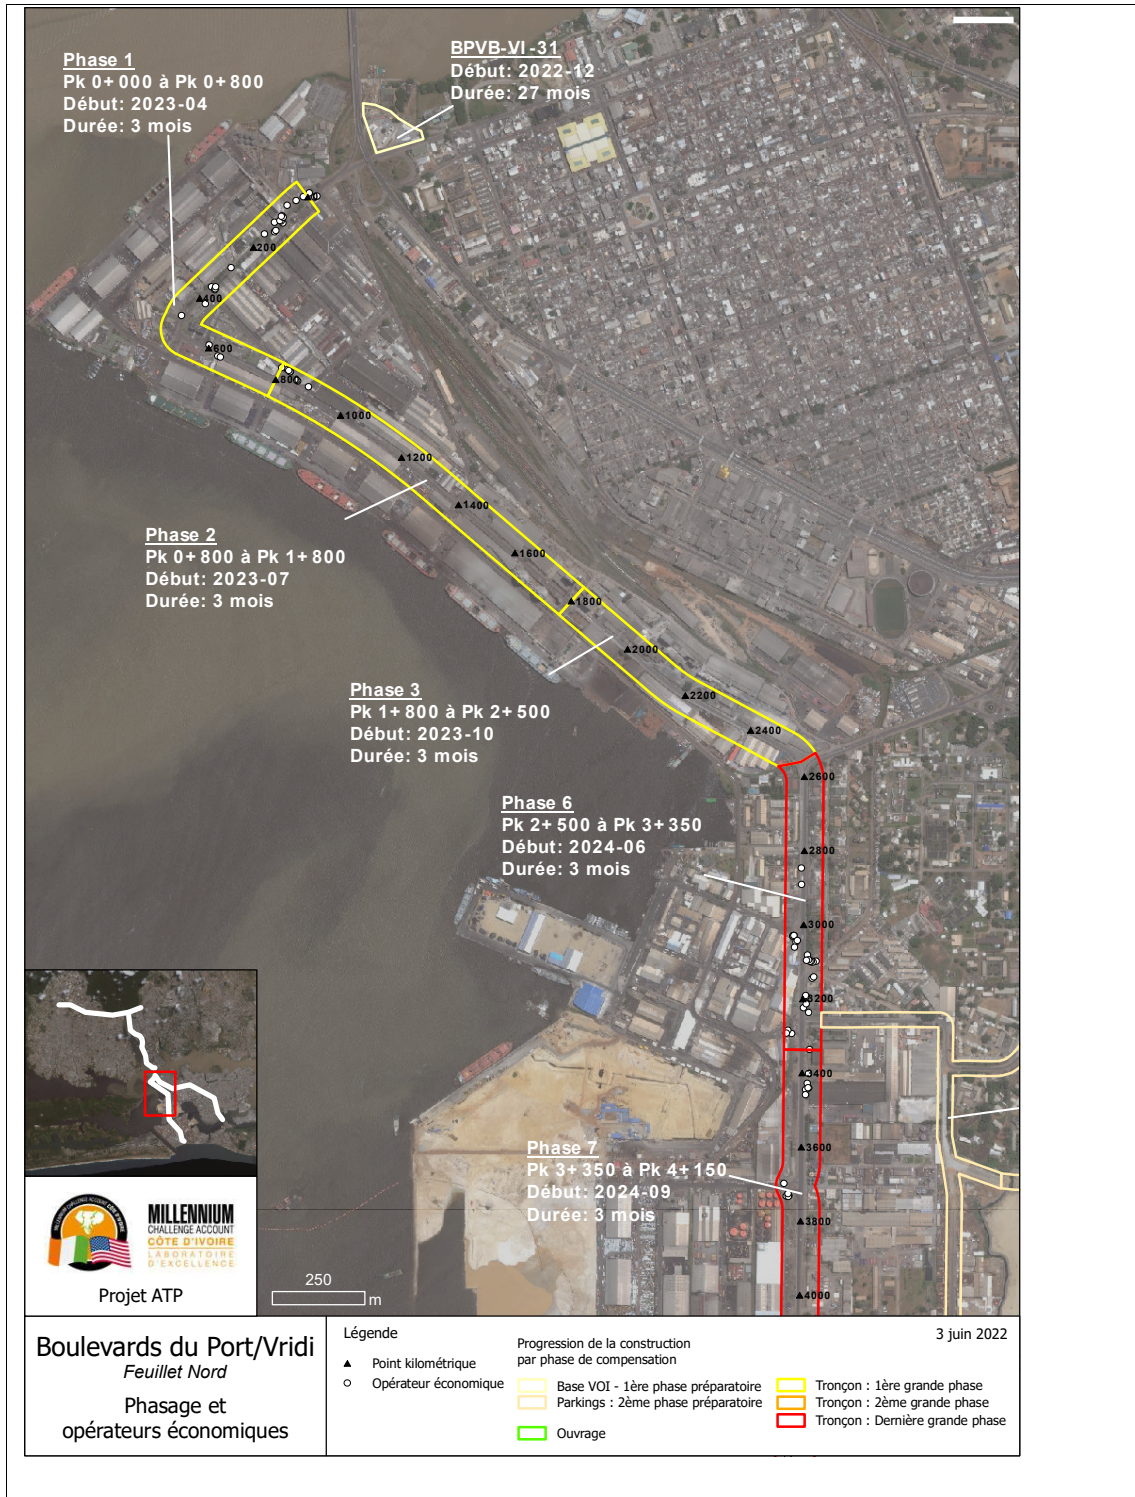 Phase 1
Pk 0+000 à Pk 0+800
Début: 2023-04
Durée: 3 mois
BPVB-VI-31
Début: 2022-12
Durée: 27 mois
200
400
600
800
1000
1200
1400
1600
1800
2000
2200
2400
2600
2800
3000
3200
3400
3600
3800
4000
Phase 2
Pk 0+800 à Pk 1+800
Début: 2023-07
Durée: 3 mois
Phase 3
Pk 1+800 à Pk 2+500
Début: 2023-10
Durée: 3 mois
Phase 6
Pk 2+500 à Pk 3+350
Début: 2024-06
Durée: 3 mois
Phase 7
Pk 3+350 à Pk 4+150
Début: 2024-09
Durée: 3 mois
MILLENNIUM
CHALLENGE ACCOUNT
CÔTE D'IVOIRE
LABORATOIRE
D'EXCELLENCE
Projet ATP
250
m
Boulevards du Port/Vridi
Feuillet Nord
Phasage et
opérateurs économiques
Légende
Point kilométrique
Opérateur économique
Progression de la construction
par phase de compensation
Base VOI - 1ère phase préparatoire
Parkings : 2ème phase préparatoire
Ouvrage
3 juin 2022
Tronçon : 1ère grande phase
Tronçon : 2ème grande phase
Tronçon : Dernière grande phase